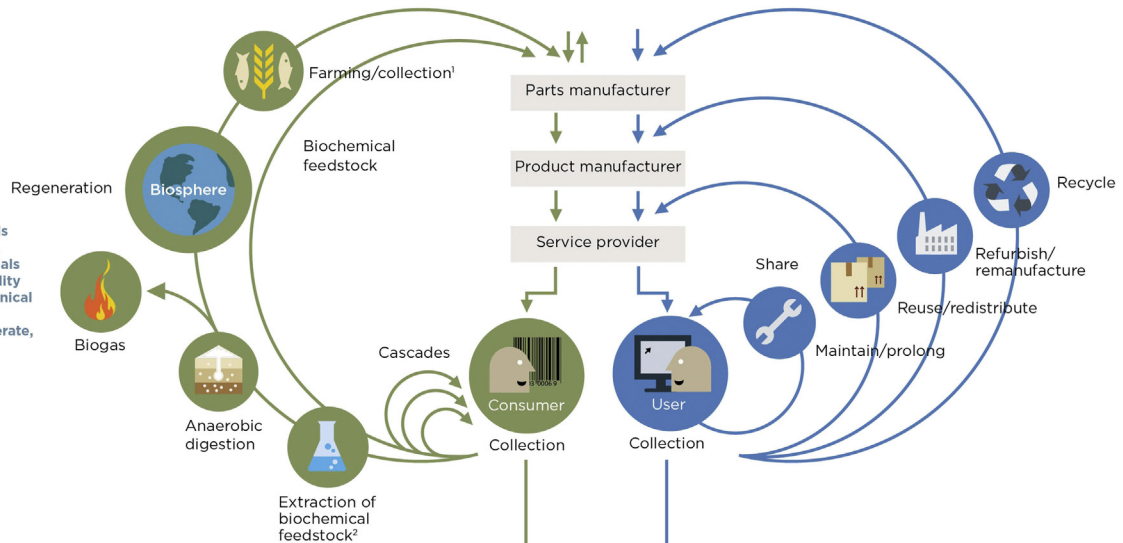 Farming/collection¹
Parts manufacturer
Biochemical
feedstock
Product manufacturer
Regeneration
Biosphere
Recycle
Service provider
Share
Refurbish/
remanufacture
Reuse/redistribute
Biogas
Cascades
Maintain/prolong
Consumer
User
Anaerobic
digestion
Collection
Collection
Extraction of
biochemical
feedstock²